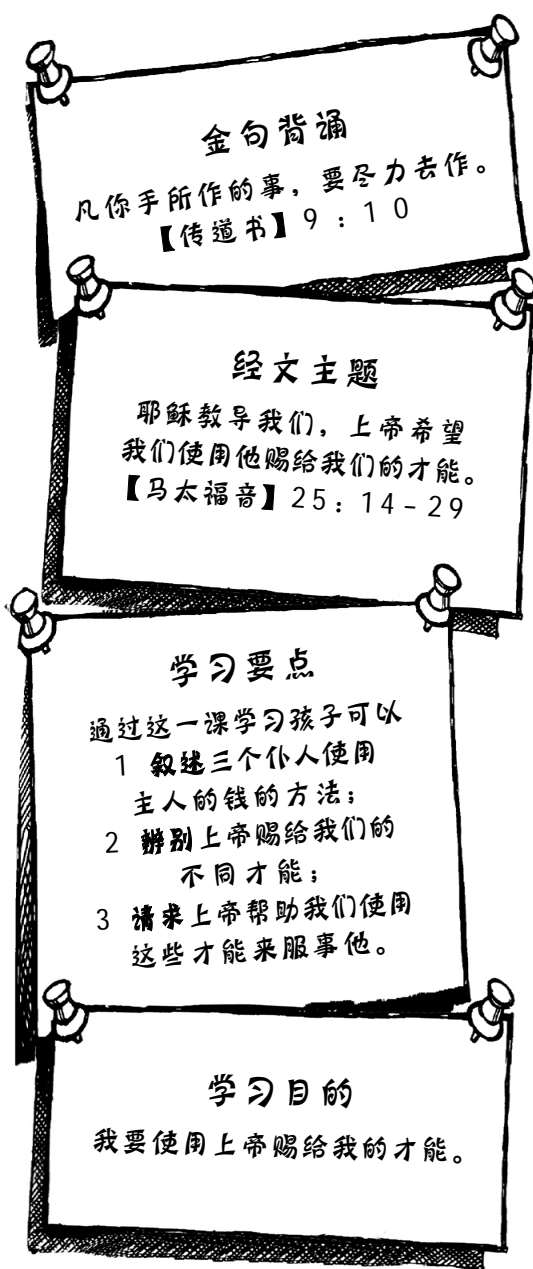 金句背诵
凡你手所作的事，要尽力去作。
【传道书】9：10
经文主题
耶稣教导我们，上帝希望
我们使用他赐给我们的才能。
【马太福音】25：14-29
学习要点
通过这一课学习孩子可以
1 叙述三个仆人使用
主人的钱的方法；
2 辨别上帝赐给我们的
不同才能；
3 请求上帝帮助我们使用
这些才能来服事他。
学习目的
我要使用上帝赐给我的才能。